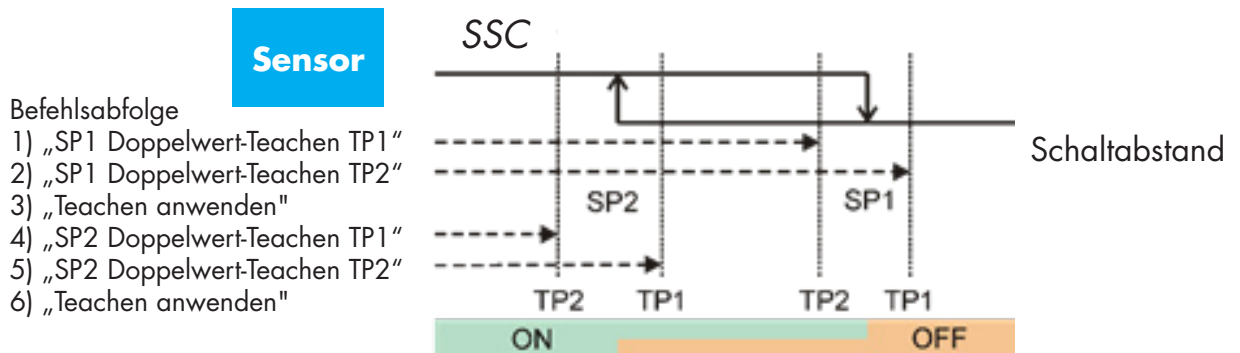 SSC
Sensor
Befehlsabfolge
1) „SP1 Doppelwert-Teachen TP1“
2) „SP1 Doppelwert-Teachen TP2“
3) „Teachen anwenden"
4) „SP2 Doppelwert-Teachen TP1“
5) „SP2 Doppelwert-Teachen TP2“
6) „Teachen anwenden"
Schaltabstand
SP2 SP1
TP2 TP1 TP2 TP1
ON OFF